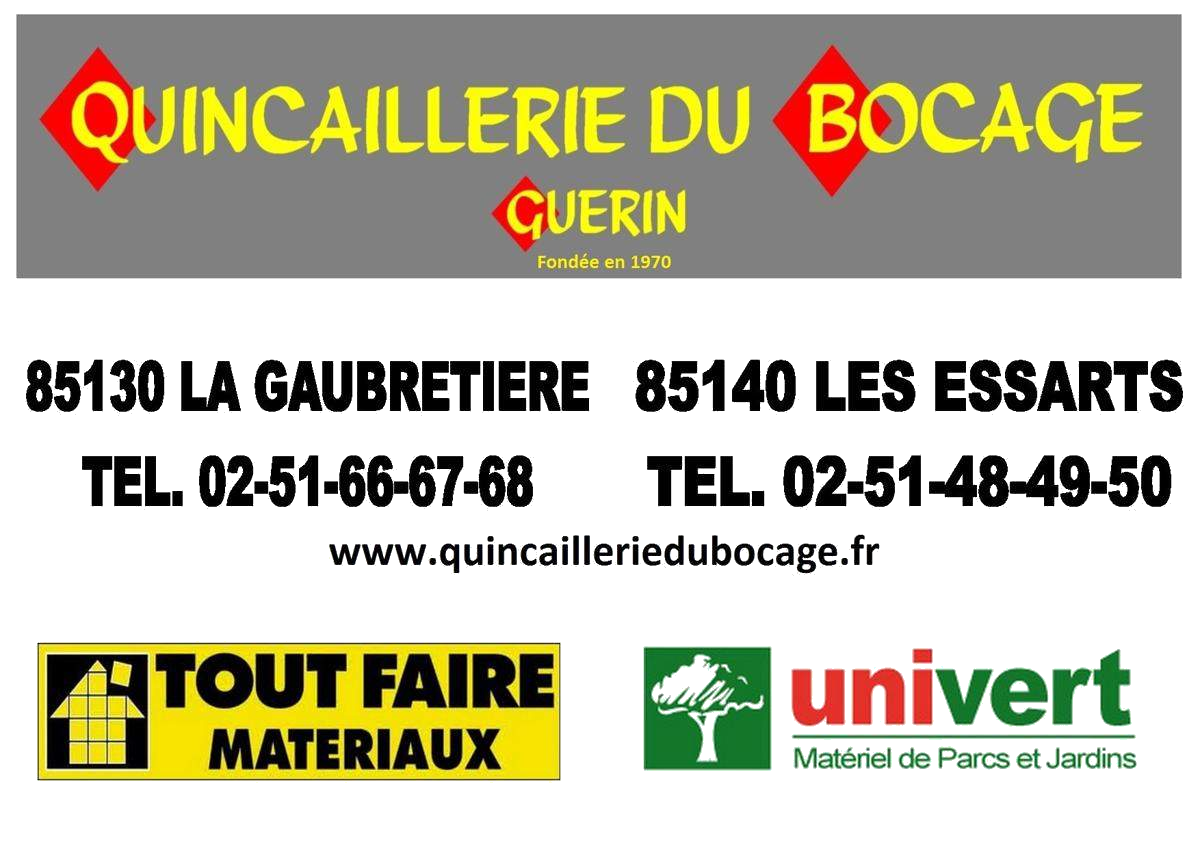 QUINCAILLERIE DU BOCAGE
GUERIN
Fondée en 1970
85130 LA GAUBRETIERE
TEL. 02-51-66-67-68
85140 LES ESSARTS
TEL. 02-51-48-49-50
www.quincailleriedubocage.fr
TOUT FAIRE
MATERIAUX
univert
Matériel de Parcs et Jardins